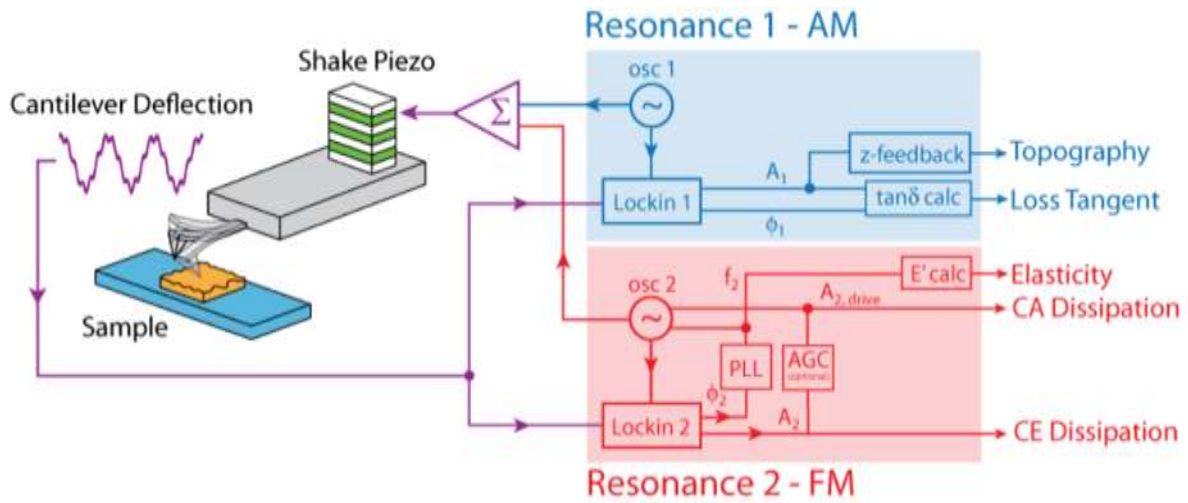 Resonance 1 - AM
Shake Piezo
Cantilever Deflection
osc 1
Σ
~
z-feedback
Topography
A1
Lockin 1
tanδ calc
Loss Tangent
ϕ1
Sample
osc 2
f2
E' calc
Elasticity
A2, drive
CA Dissipation
~
PLL
AGC
(optional)
ϕ2
Lockin 2
A2
CE Dissipation
Resonance 2 - FM